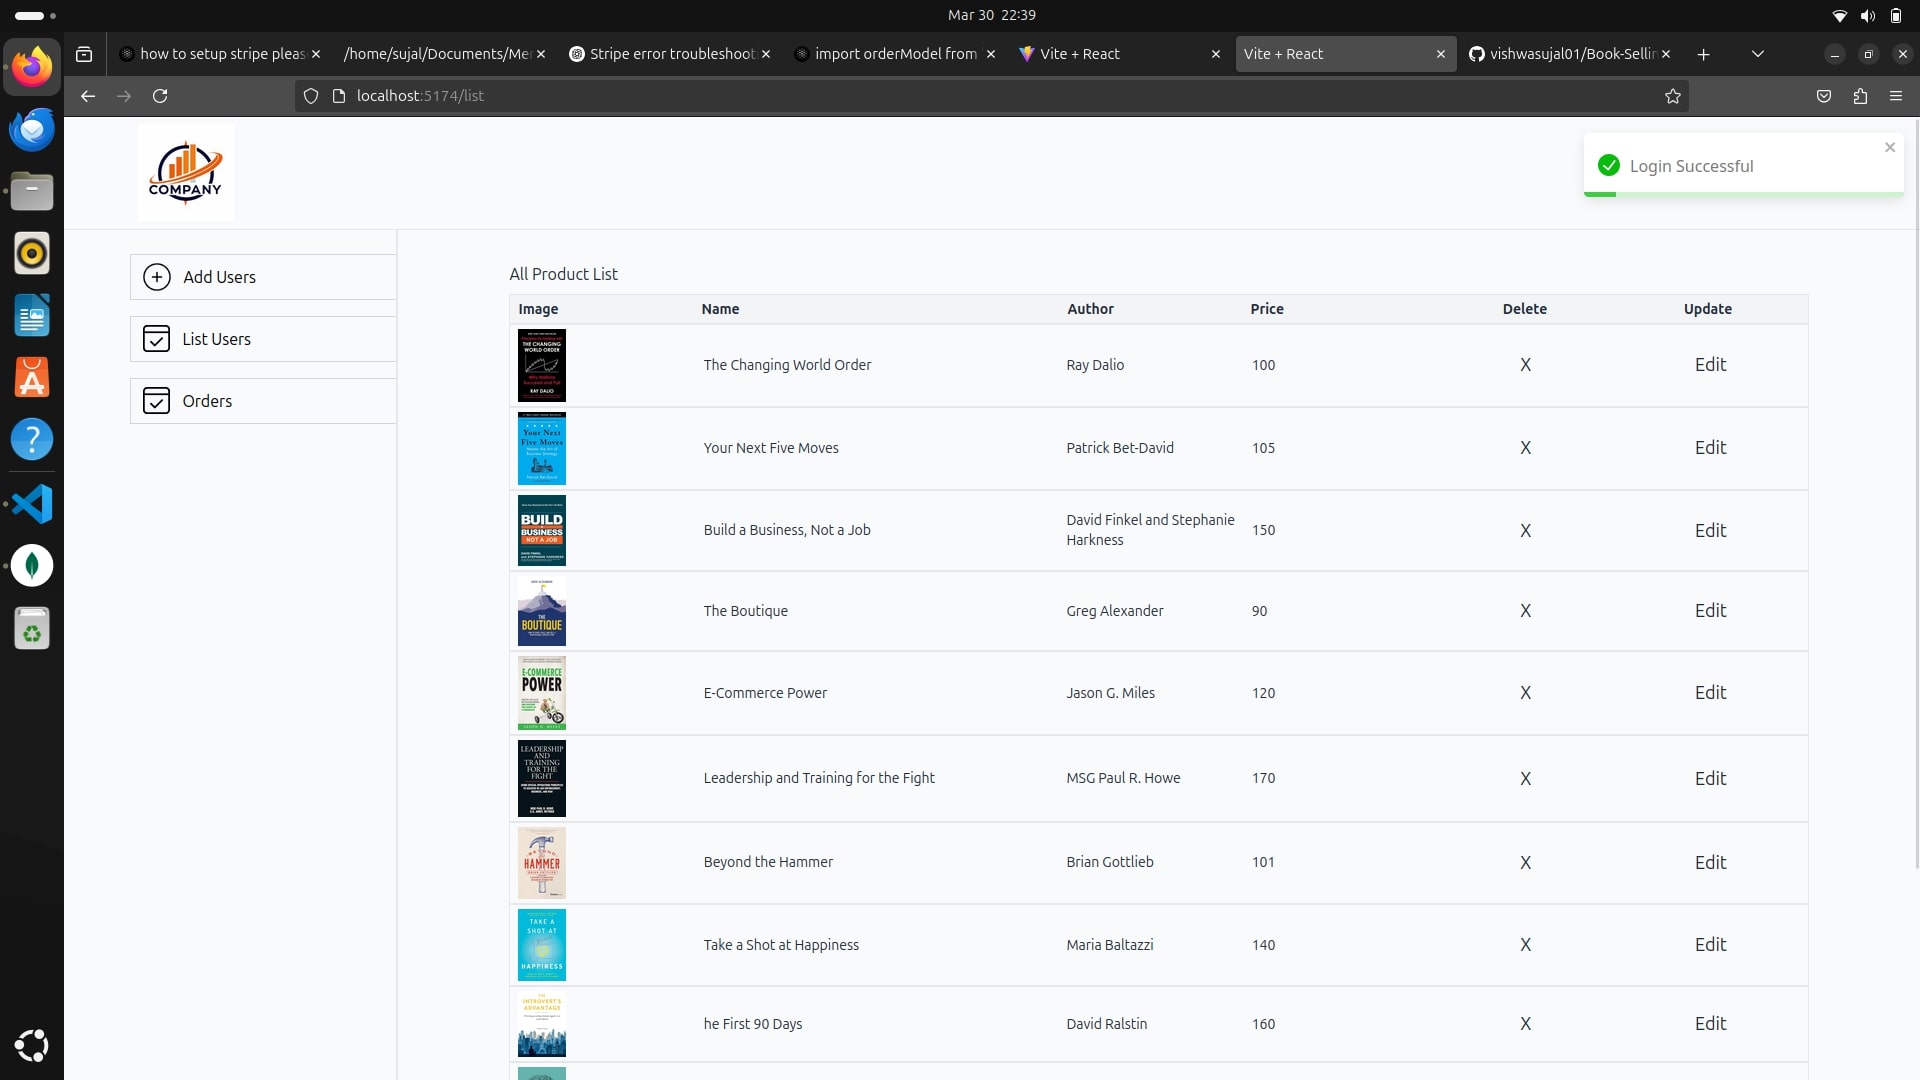 Mar 30 22:39
how to setup stripe pleas
/home/sujal/Documents/Mer
Stripe error troubleshoot
import orderModel from
Vite + React
Vite + React
vishwasujal01/Book-Sellin
localhost:5174/list
COMPANY
Login Successful
Add Users
List Users
Orders
All Product List
Image Name Author Price Delete Update
THE CHANGING
WORLD ORDER
RAY DALIO
The Changing World Order Ray Dalio 100 X Edit
Your Next
Five Moves
Your Next Five Moves Patrick Bet-David 105 X Edit
BUILD
BUSINESS
NOT A JOB
Build a Business, Not a Job David Finkel and Stephanie Harkness 150 X Edit
THE
BOUTIQUE
The Boutique Greg Alexander 90 X Edit
E-COMMERCE
POWER
E-Commerce Power Jason G. Miles 120 X Edit
LEADERSHIP
AND
TRAINING
FOR THE
FIGHT
Leadership and Training for the Fight MSG Paul R. Howe 170 X Edit
HAMMER
Beyond the Hammer Brian Gottlieb 101 X Edit
TAKE A
SHOT AT
HAPPINESS
Take a Shot at Happiness Maria Baltazzi 140 X Edit
INTROVERT'S
ADVANTAGE
he First 90 Days David Ralstin 160 X Edit